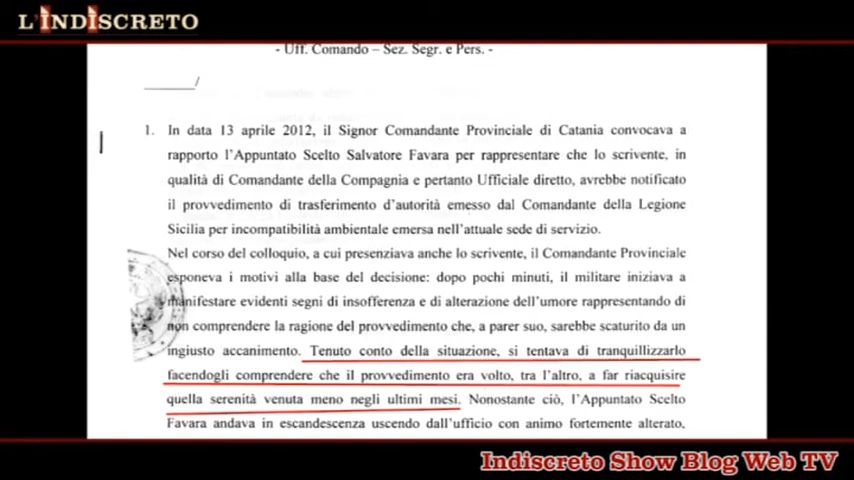 L'INDISCRETO
- Uff. Comando – Sez. Segr. e Pers. -
______/
1. In data 13 aprile 2012, il Signor Comandante Provinciale di Catania convocava a
rapporto l'Appuntato Scelto Salvatore Favara per rappresentare che lo scrivente, in
qualità di Comandante della Compagnia e pertanto Ufficiale diretto, avrebbe notificato
il provvedimento di trasferimento d'autorità emesso dal Comandante della Legione
Sicilia per incompatibilità ambientale emersa nell'attuale sede di servizio.
Nel corso del colloquio, a cui presenziava anche lo scrivente, il Comandante Provinciale
esponeva i motivi alla base del decisione: dopo pochi minuti, il militare iniziava a
manifestare evidenti segni di insofferenza e di alterazione dell'umore rappresentando di
non comprendere la ragione del provvedimento che, a parer suo, sarebbe scaturito da un
ingiusto accanimento. Tenuto conto della situazione, si tentava di tranquillizzarlo
facendogli comprendere che il provvedimento era volto, tra l'altro, a far riacquisire
quella serenità venuta meno negli ultimi mesi. Nonostante ciò, l'Appuntato Scelto
Favara andava in escandescenza uscendo dall'ufficio con animo fortemente alterato,
Indiscreto Show Blog Web TV